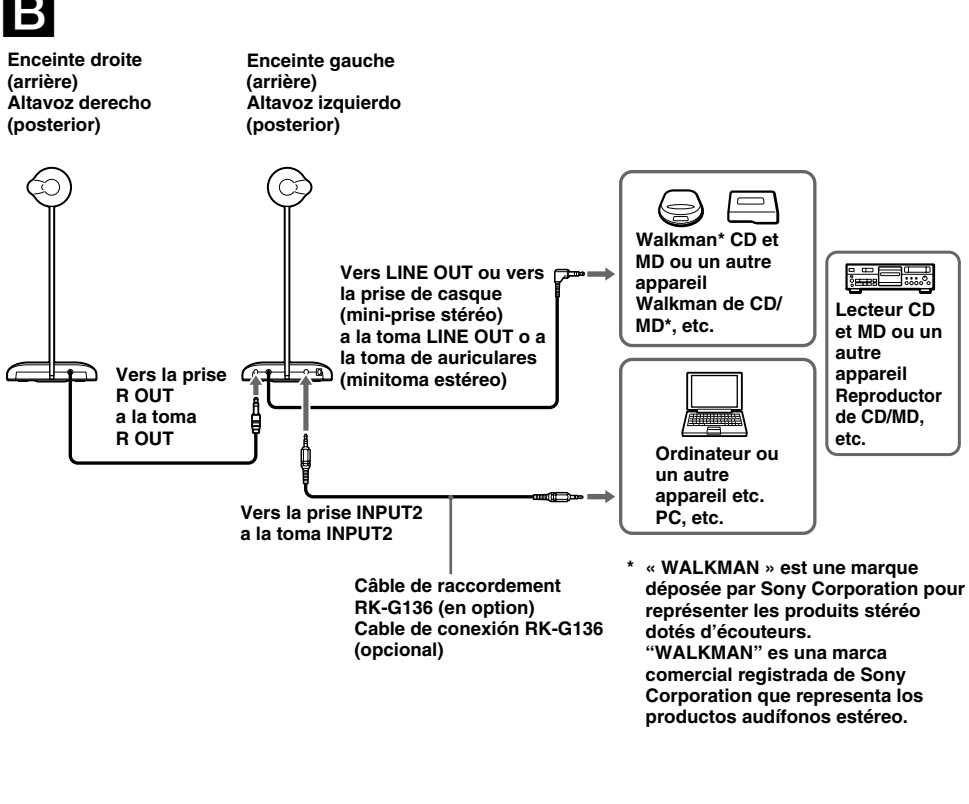 B
Enceinte droite
(arrière)
Altavoz derecho
(posterior)
Enceinte gauche
(arrière)
Altavoz izquierdo
(posterior)
Vers LINE OUT ou vers
la prise de casque
(mini-prise stéréo)
a la toma LINE OUT o a
la toma de auriculares
(minitoma estéreo)
Walkman* CD et
MD ou un autre
appareil
Walkman de CD/
MD*, etc.
Lecteur CD
et MD ou un
autre
appareil
Reproductor
de CD/MD,
etc.
Vers la prise
R OUT
a la toma
R OUT
Ordinateur ou
un autre
appareil etc.
PC, etc.
Vers la prise INPUT2
a la toma INPUT2
Câble de raccordement
RK-G136 (en option)
Cable de conexión RK-G136
(opcional)
* « WALKMAN » est une marque
déposée par Sony Corporation pour
représenter les produits stéréo
dotés d’écouteurs.
“WALKMAN” es una marca
comercial registrada de Sony
Corporation que representa los
productos audífonos estéreo.